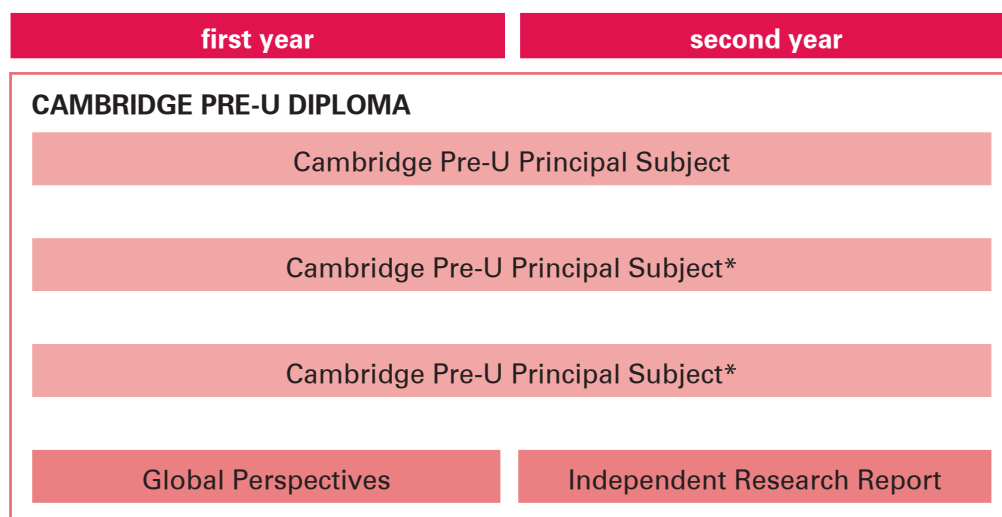 first year
second year
CAMBRIDGE PRE-U DIPLOMA
Cambridge Pre-U Principal Subject
Cambridge Pre-U Principal Subject*
Cambridge Pre-U Principal Subject*
Global Perspectives
Independent Research Report